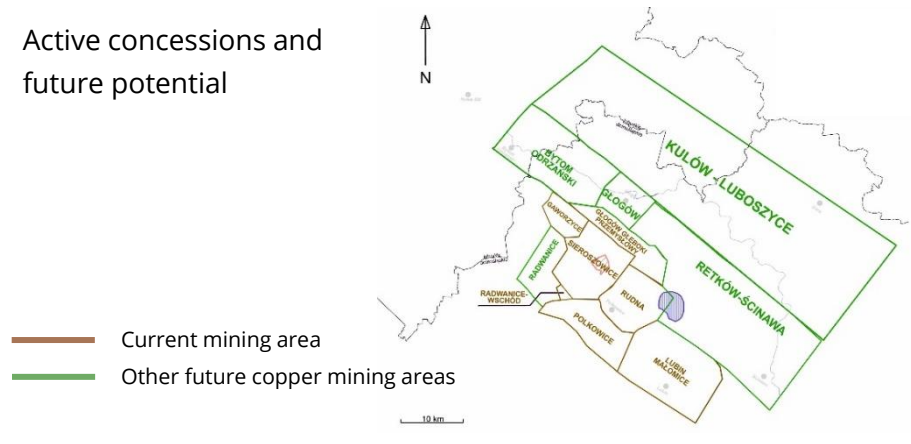 Active concessions and
future potential
N
KULÓW - LUBOSZYCE
BYTOM
ODRZAŃSKI
GŁOGÓW
GAWORZYCE
GŁOGÓW GŁĘBOKI
PRZEMYSŁOWY
RADWANICE
SIEROSZOWICE
RETKÓW-ŚCINAWA
RADWANICE-
WSCHÓD
RUDNA
POLKOWICE
LUBIN
MAŁOMICE
Current mining area
Other future copper mining areas
10 km